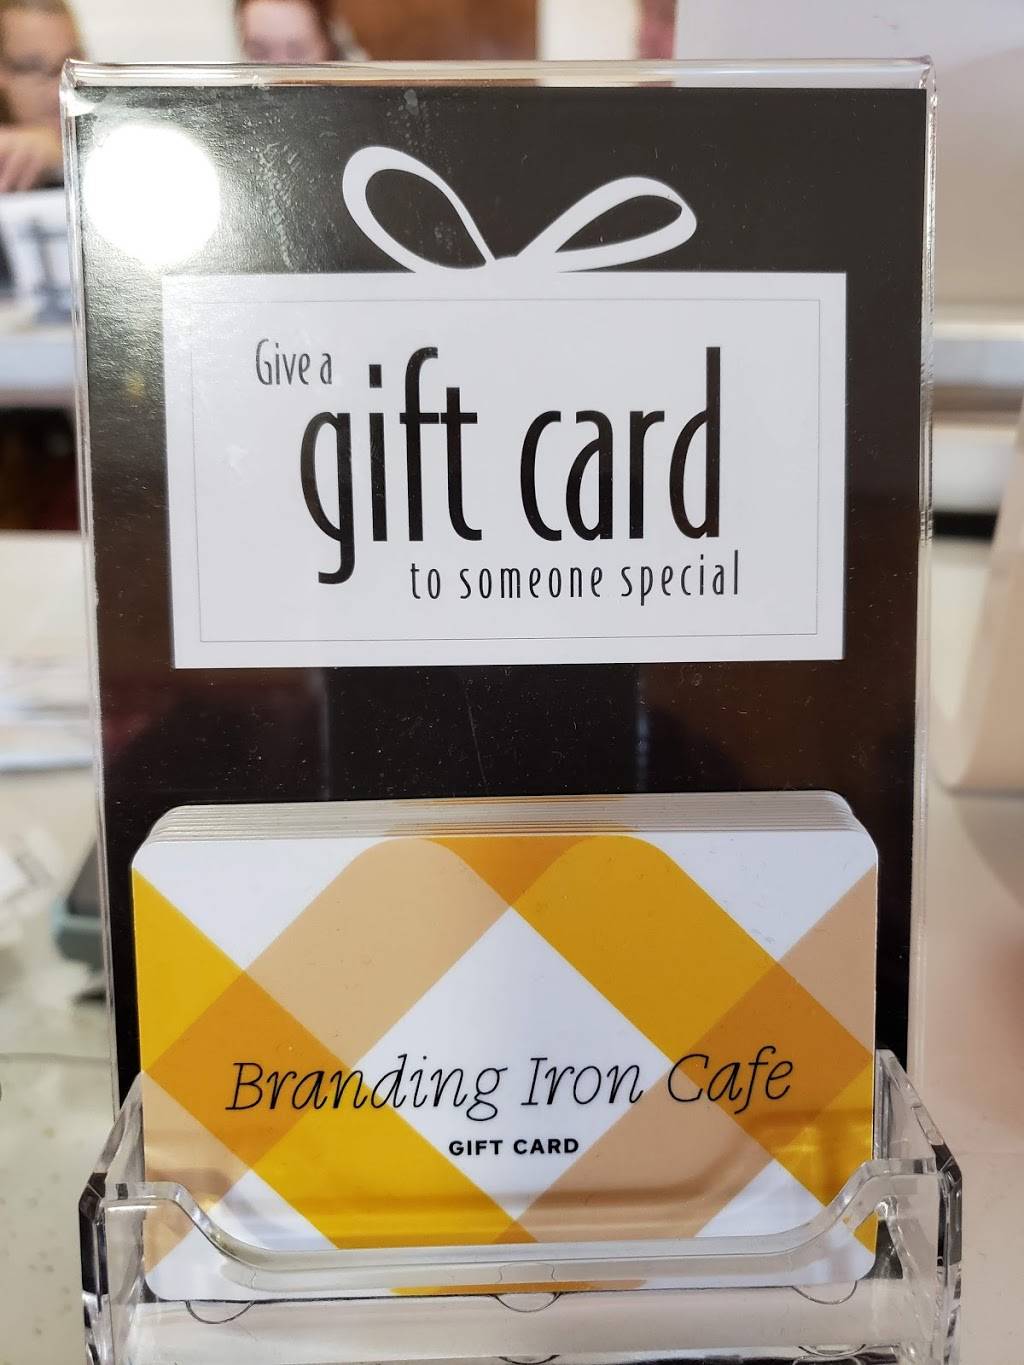 Give a
gift card
to someone special
Branding Iron Cafe
GIFT CARD